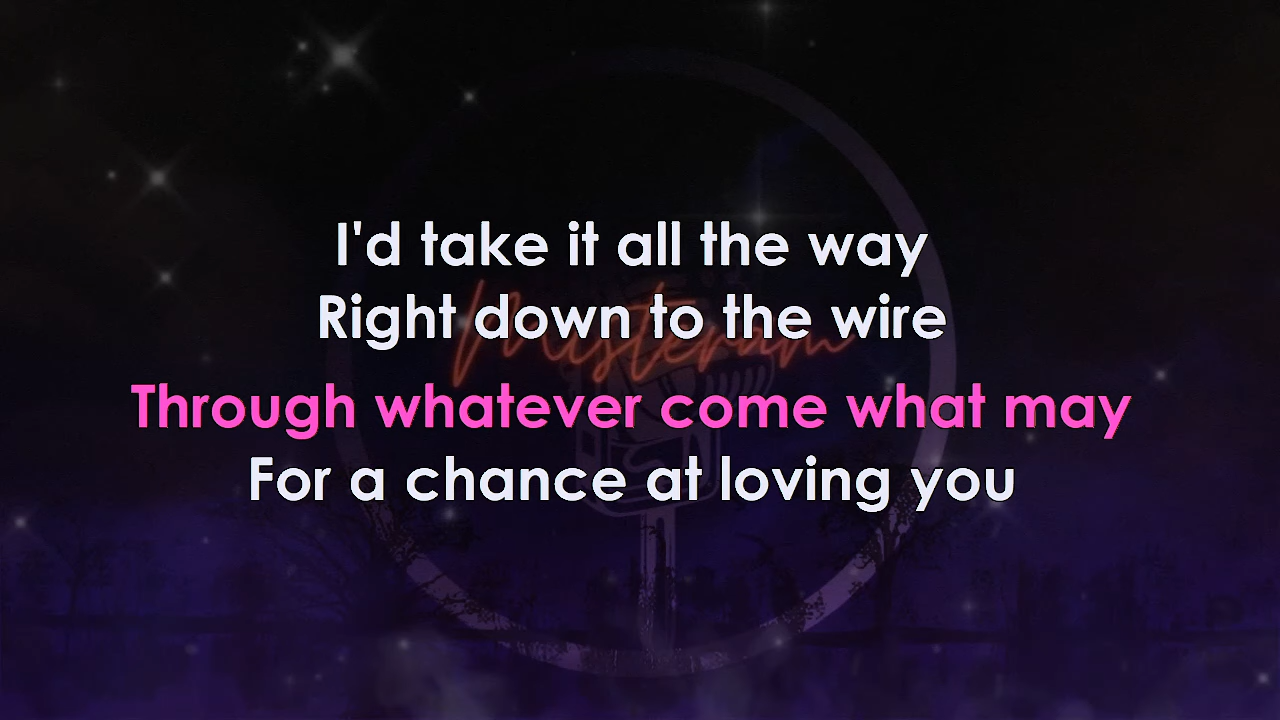 I'd take it all the way
Right down to the wire
Misteram
Through whatever come what may
For a chance at loving you